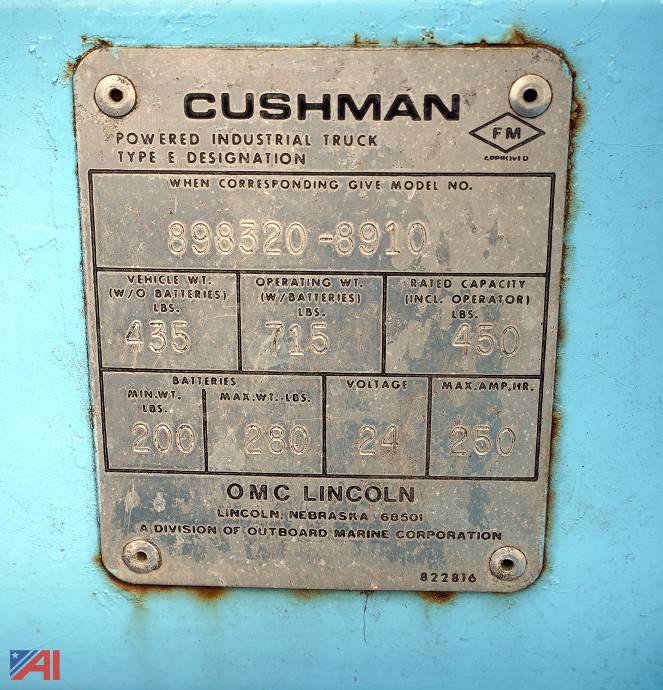 CUSHMAN
POWERED INDUSTRIAL TRUCK
TYPE E DESIGNATION
FM
APPROVED
WHEN CORRESPONDING GIVE MODEL NO.
898320-8910
VEHICLE WT.
(W/O BATTERIES)
LBS.
435
OPERATING WT.
(W/BATTERIES)
LBS.
715
RATED CAPACITY
(INCL. OPERATOR)
LBS.
450
BATTERIES
MIN.WT.
LBS.
200
MAX.WT.-LBS.
280
VOLTAGE
24
MAX.AMP.HR.
250
OMC LINCOLN
LINCOLN, NEBRASKA 68501
A DIVISION OF OUTBOARD MARINE CORPORATION
822816
AI